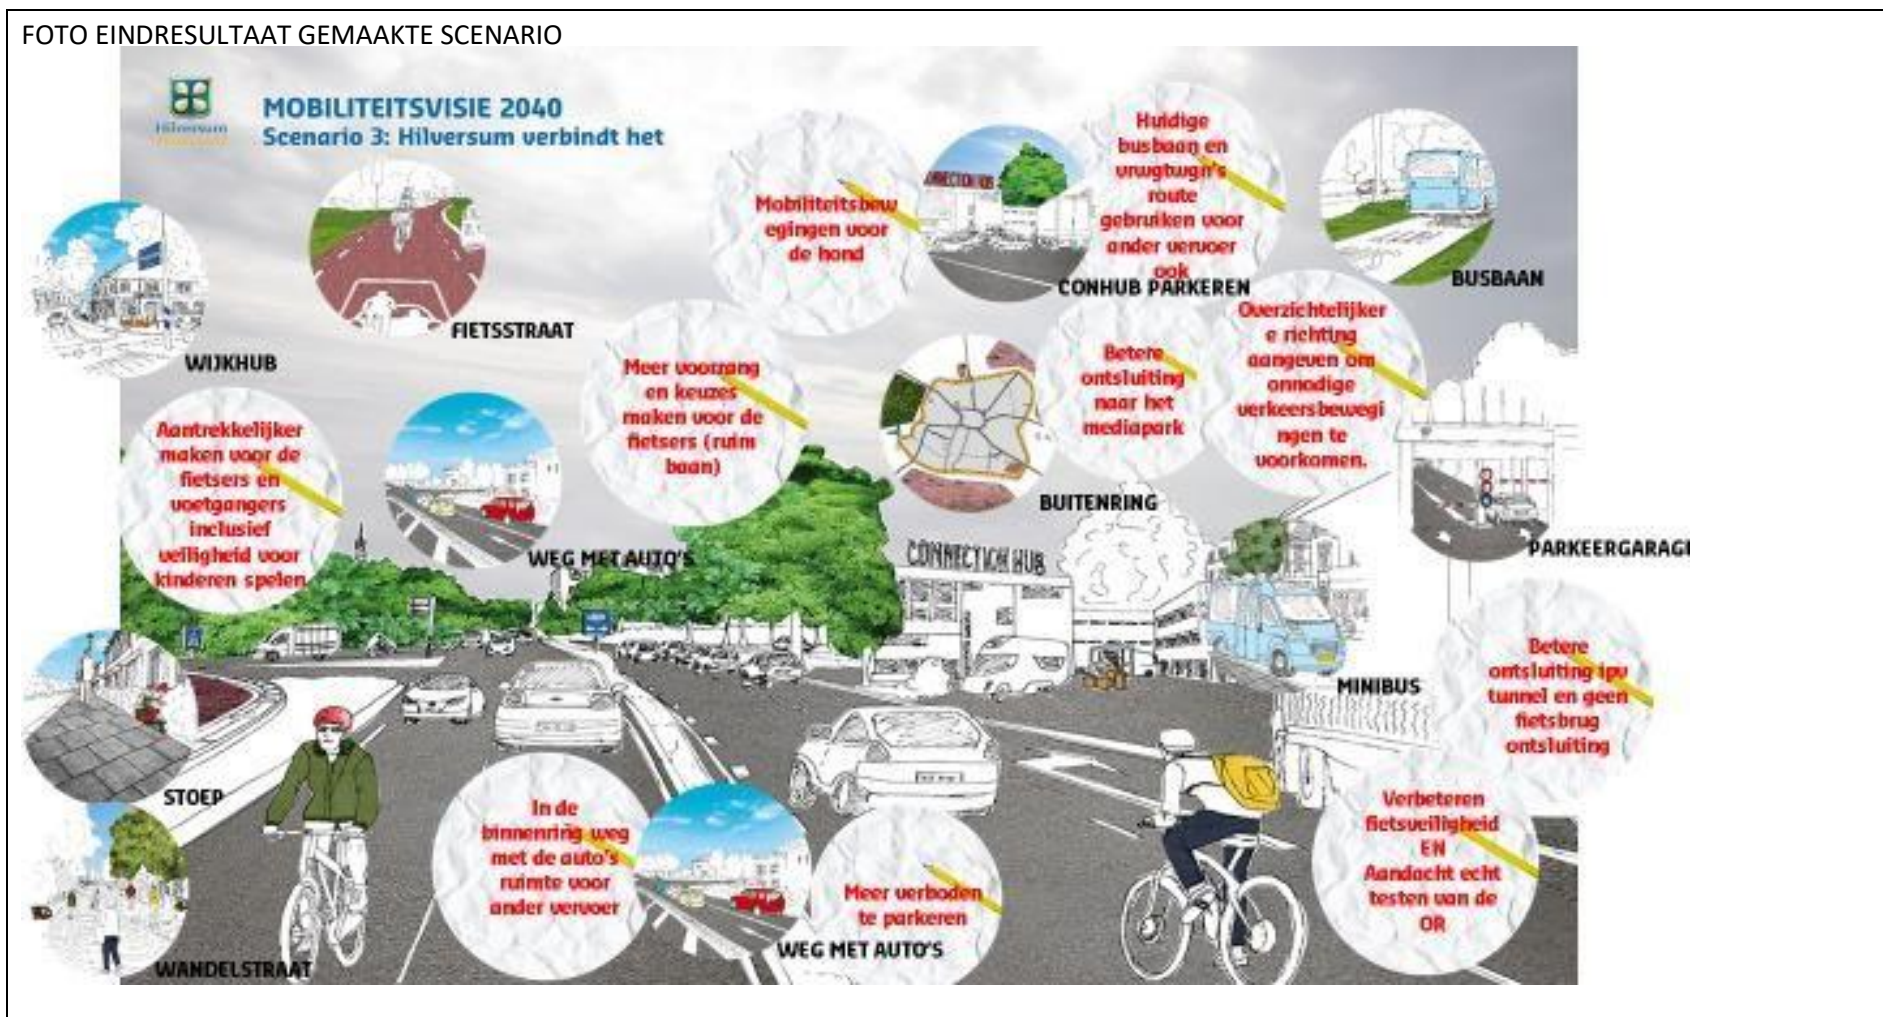 FOTO EINDRESULTAAT GEMAAKTE SCENARIO
Hilversum
MOBILITEITSVISIE 2040
Scenario 3: Hilversum verbindt het
Mobiliteitsbew
egingen voor
de hond
CONNECTION HUB
CONHUB PARKEREN
Huidige
busbaan en
vrwgtwgn's
route
gebruiken voor
ander vervoer
ook
BUSBAAN
WIJKHUB
FIETSSTRAAT
Meer voorrang
en keuzes
maken voor de
fietsers (ruim
baan)
BUITENRING
Betere
ontsluiting
naar het
mediapark
Overzichtelijker
e richting
aangeven om
onnodige
verkeersbewegi
ngen te
voorkomen.
PARKEERGARAGE
Aantrekkelijker
maken voor de
fietsers en
voetgangers
inclusief
veiligheid voor
kinderen spelen
WEG MET AUTO'S
CONNECTION HUB
MINIBUS
Betere
ontsluiting ipv
tunnel en geen
fietsbrug
ontsluiting
STOEP
WANDELSTRAAT
In de
binnenring weg
met de auto's
ruimte voor
ander vervoer
WEG MET AUTO'S
Meer verboden
te parkeren
Verbeteren
fietsveiligheid
EN
Aandacht echt
testen van de
OR